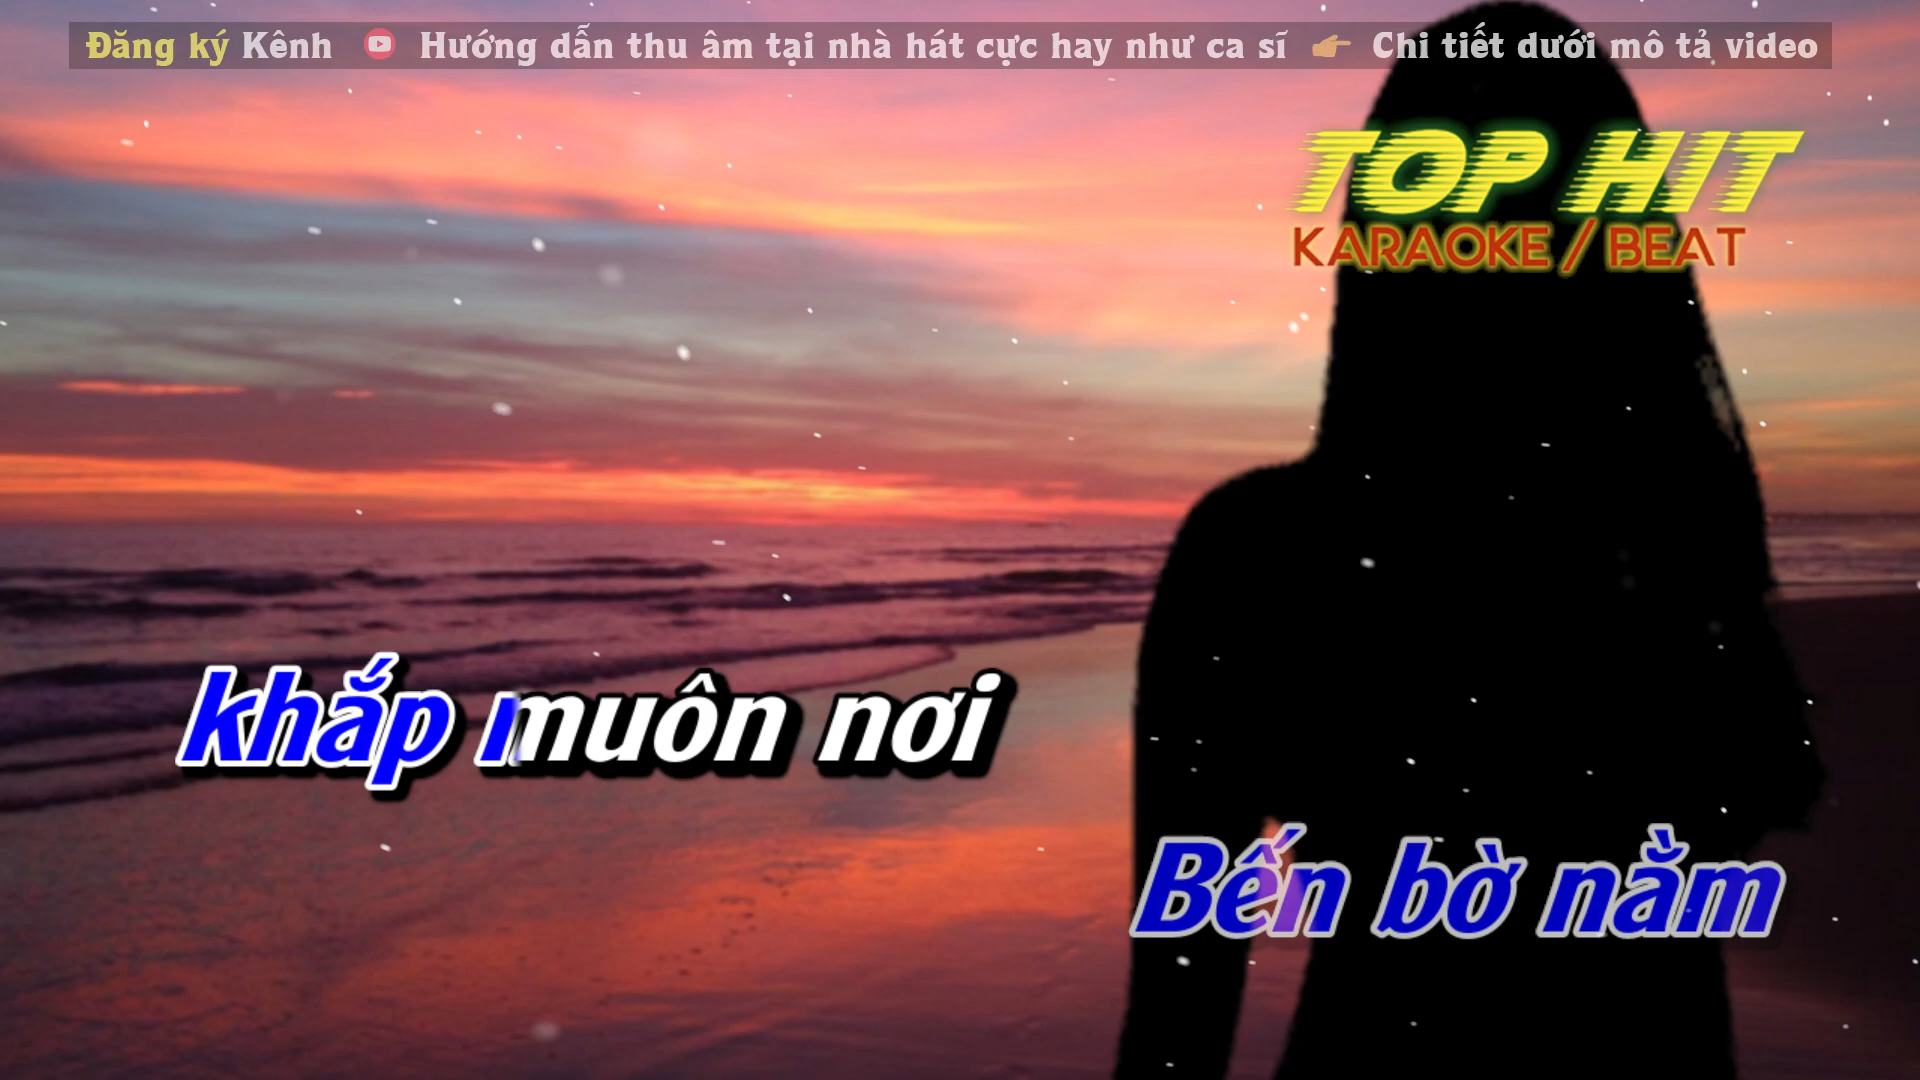 Đăng ký Kênh Hướng dẫn thu âm tại nhà hát cực hay như ca sĩ Chi tiết dưới mô tả video
TOP HIT
KARAOKE / BEAT
khắp muôn nơi
Bến bờ nằm